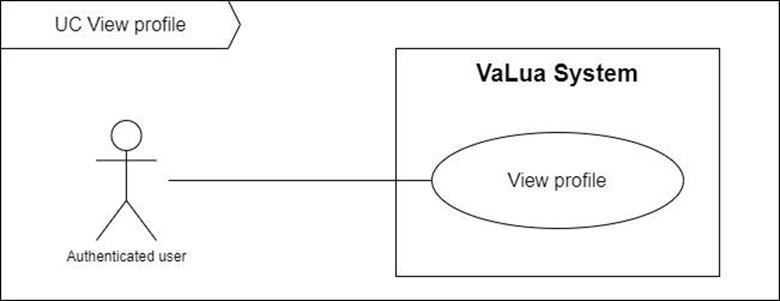 UC View profile
VaLua System
View profile
Authenticated user